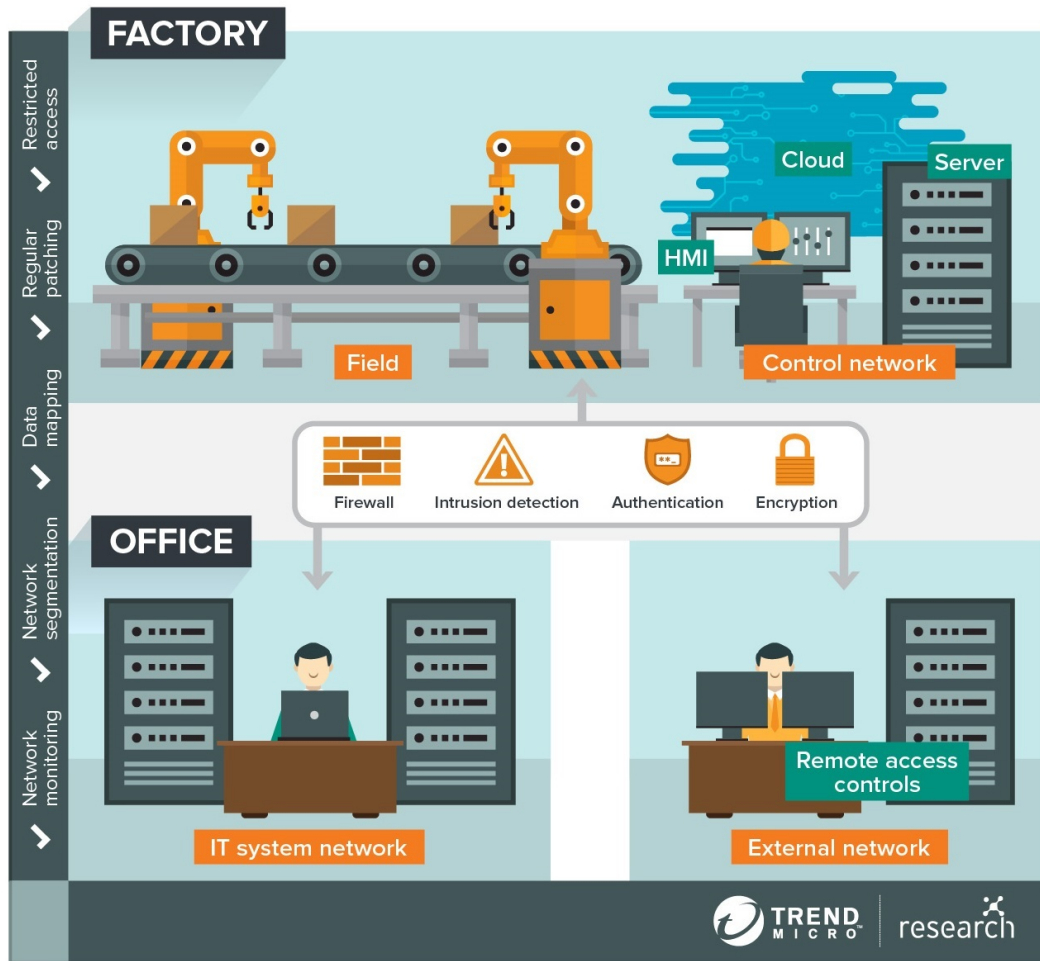 FACTORY
Restricted
access
Regular
patching
Data
mapping
Network
segmentation
Network
monitoring
Cloud
Server
HMI
Field
Control network
Firewall
Intrusion detection
Authentication
Encryption
**_
OFFICE
Remote access
controls
IT system network
External network
TREND
MICRO™
research